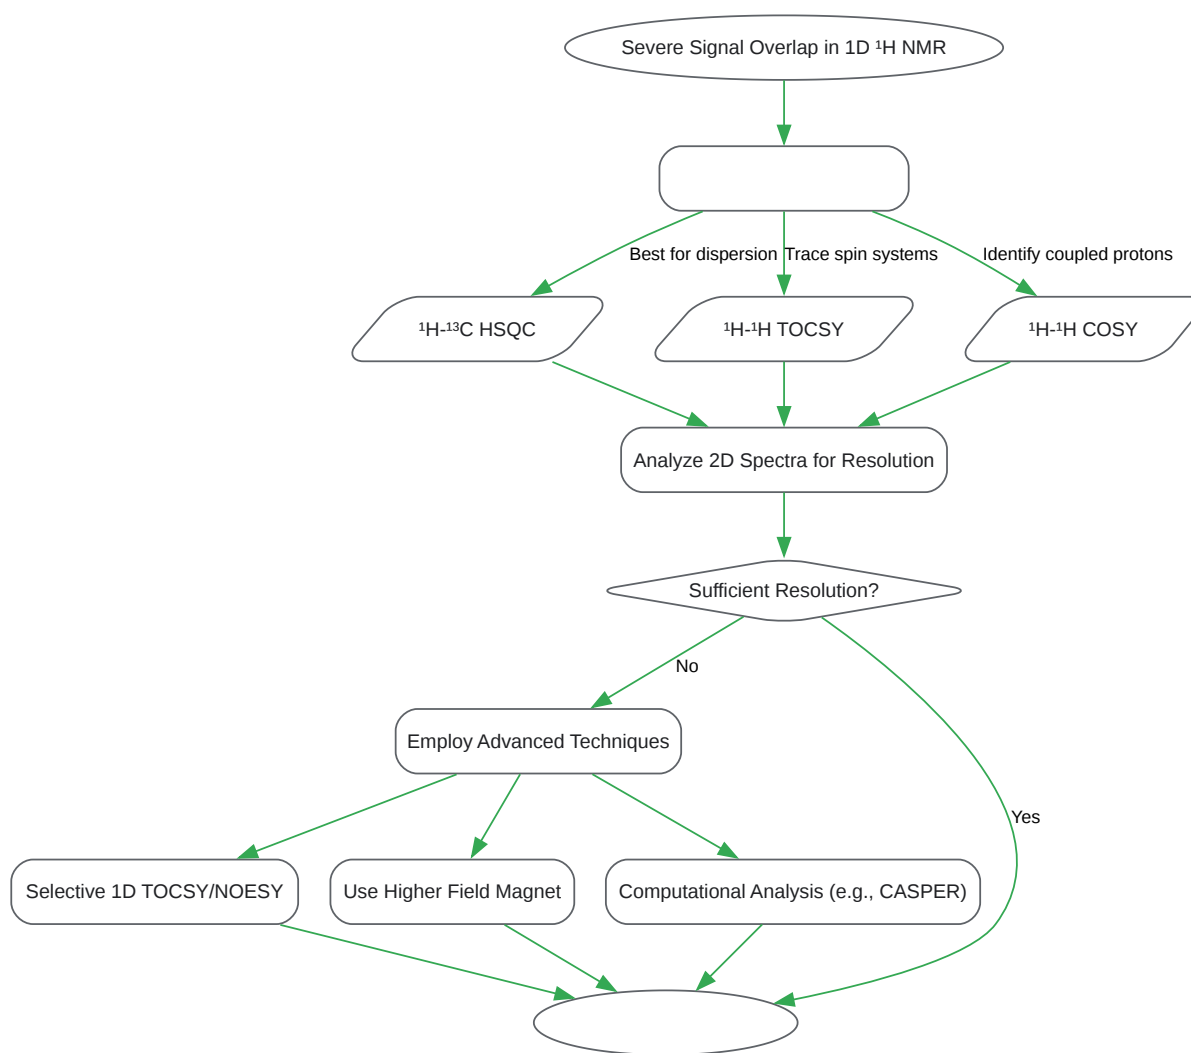 Severe Signal Overlap in 1D ¹H NMR
Best for dispersion
Trace spin systems
Identify coupled protons
¹H-¹³C HSQC
¹H-¹H TOCSY
¹H-¹H COSY
Analyze 2D Spectra for Resolution
Sufficient Resolution?
No
Employ Advanced Techniques
Yes
Selective 1D TOCSY/NOESY
Use Higher Field Magnet
Computational Analysis (e.g., CASPER)